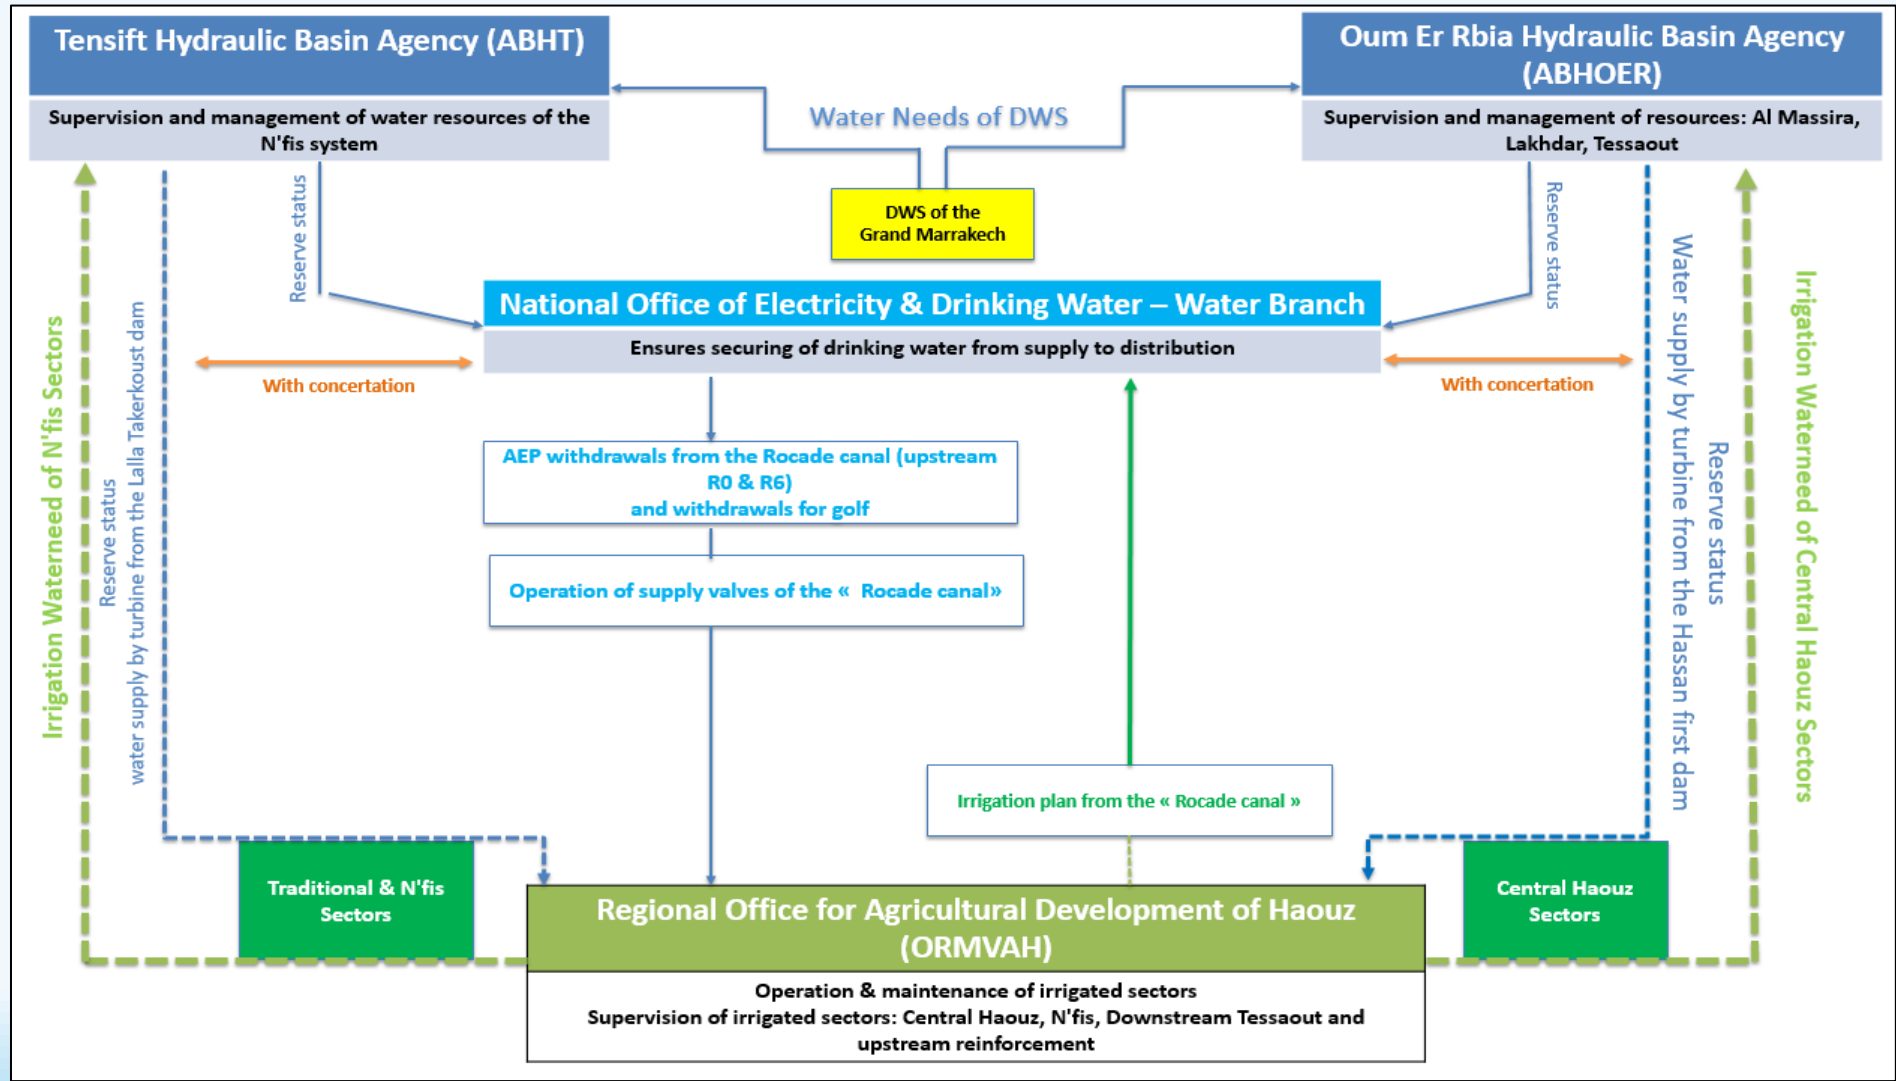 Tensift Hydraulic Basin Agency (ABHT)
Supervision and management of water resources of the
N'fis system
Oum Er Rbia Hydraulic Basin Agency
(ABHOER)
Supervision and management of resources: Al Massira,
Lakhdar, Tessaout
Water Needs of DWS
DWS of the
Grand Marrakech
Reserve status
Reserve status
National Office of Electricity & Drinking Water – Water Branch
Ensures securing of drinking water from supply to distribution
With concertation
With concertation
Irrigation Waterneed of N'fis Sectors
Reserve status
water supply by turbine from the Lalla Takerkoust dam
Water supply by turbine from the Hassan first dam
Reserve status
Irrigation Waterneed of Central Haouz Sectors
AEP withdrawals from the Rocade canal (upstream
R0 & R6)
and withdrawals for golf
Operation of supply valves of the « Rocade canal»
Irrigation plan from the « Rocade canal »
Traditional & N'fis
Sectors
Central Haouz
Sectors
Regional Office for Agricultural Development of Haouz
(ORMVAH)
Operation & maintenance of irrigated sectors
Supervision of irrigated sectors: Central Haouz, N'fis, Downstream Tessaout and
upstream reinforcement